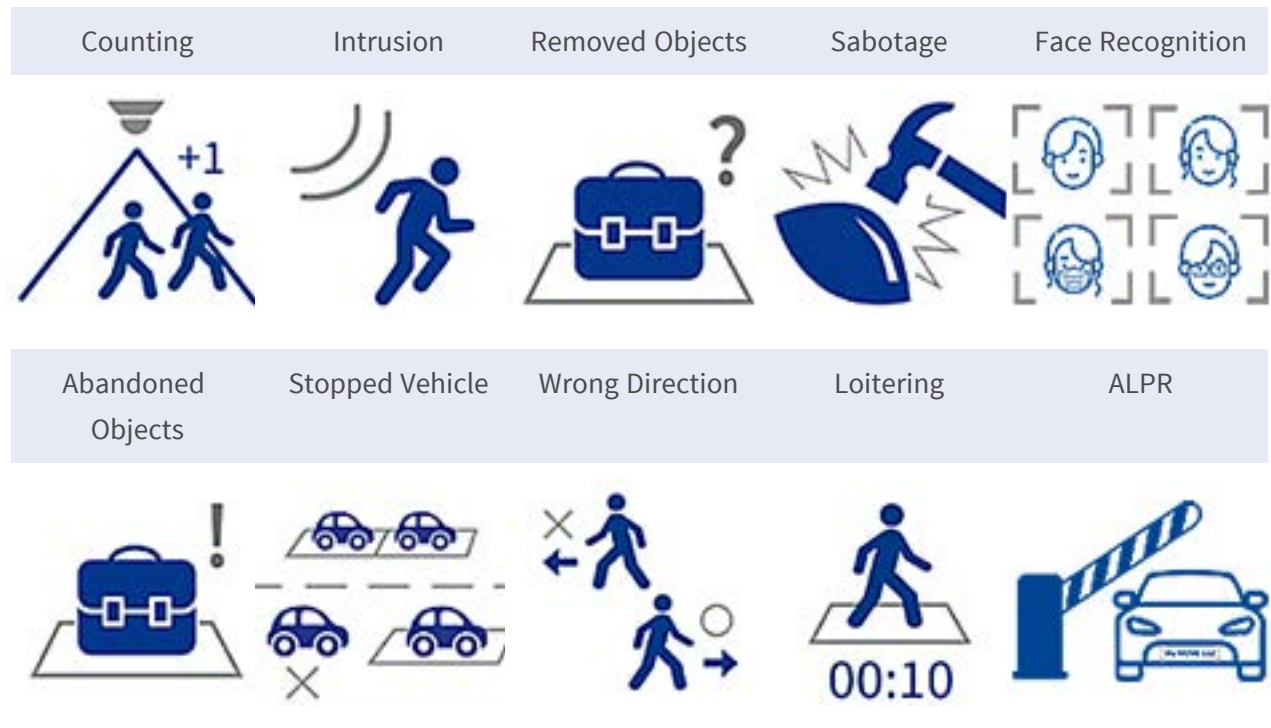 Counting
Intrusion
Removed Objects
Sabotage
Face Recognition
+1
?
Abandoned
Objects
Stopped Vehicle
Wrong Direction
Loitering
ALPR
!
00:10